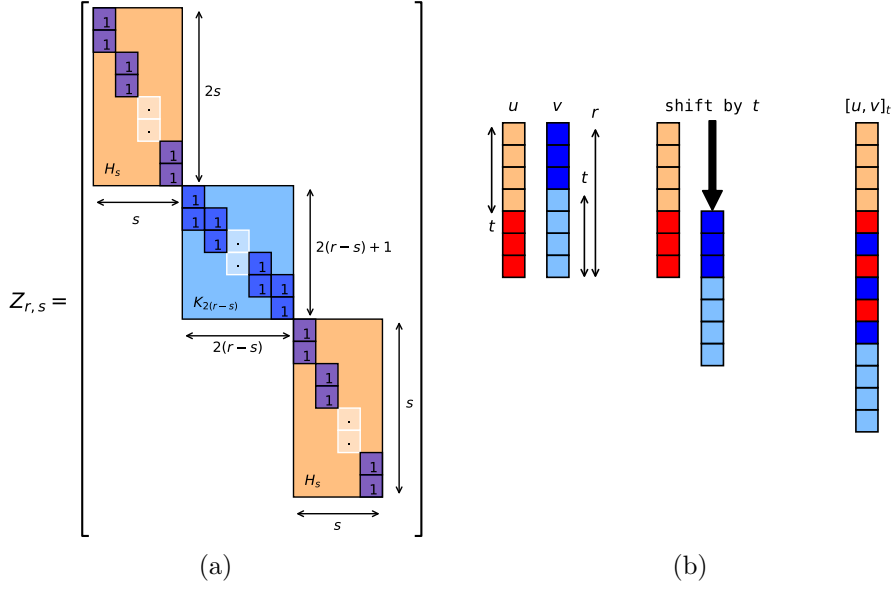 Z_{r,s} =
1
1
1
1
.
.
1
1
H_s
2s
s
1
1 1
1 .
. 1
1 1
1
K_{2(r-s)}
2(r−s)+1
2(r−s)
1
1
1
1
.
.
1
1
H_s
s
s
(a)
u v r shift by t [u, v]_t
t
t
(b)